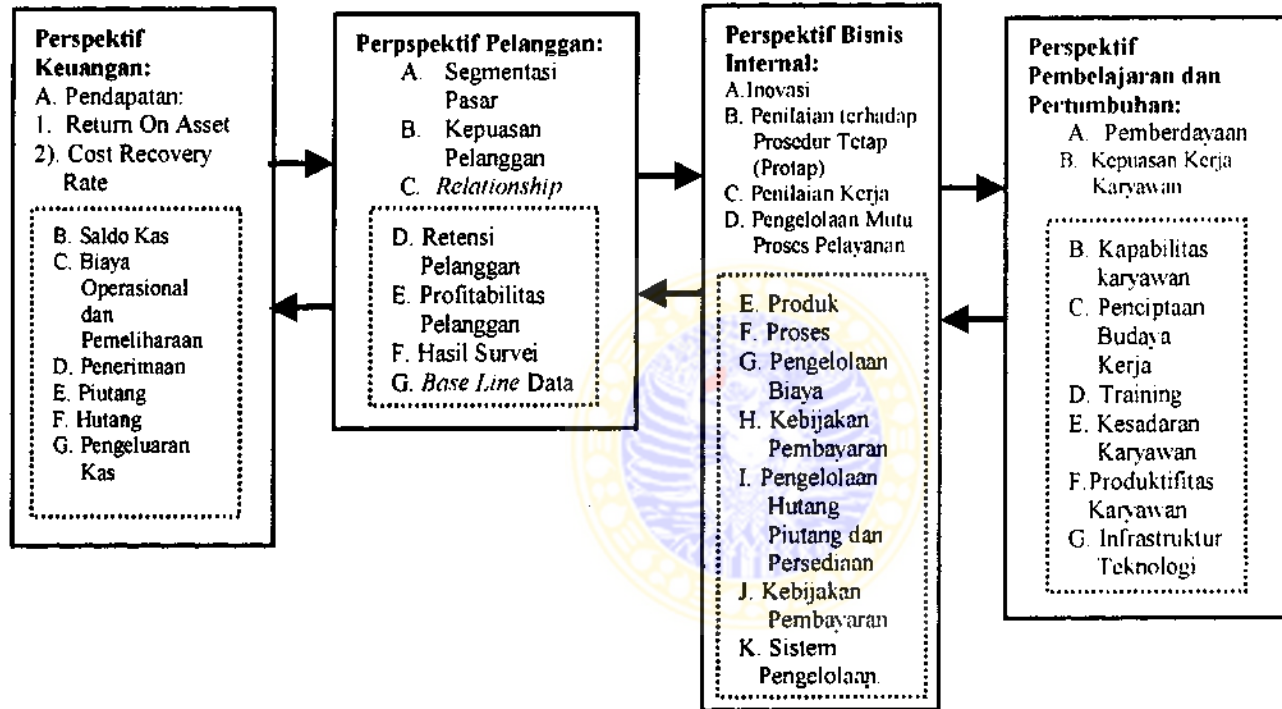 Perspektif
Keuangan:
A. Pendapatan:
1. Return On Asset
2). Cost Recovery
Rate
B. Saldo Kas
C. Biaya
Operasional
dan
Pemeliharaan
D. Penerimaan
E. Piutang
F. Hutang
G. Pengeluaran
Kas
Perpspektif Pelanggan:
A. Segmentasi
Pasar
B. Kepuasan
Pelanggan
C. Relationship
D. Retensi
Pelanggan
E. Profitabilitas
Pelanggan
F. Hasil Survei
G. Base Line Data
Perspektif Bisnis
Internal:
A.Inovasi
B. Penilaian terhadap
Prosedur Tetap
(Protap)
C. Penilaian Kerja
D. Pengelolaan Mutu
Proses Pelayanan
E. Produk
F. Proses
G. Pengelolaan
Biaya
H. Kebijakan
Pembayaran
I. Pengelolaan
Hutang
Piutang dan
Persediaan
J. Kebijakan
Pembayaran
K. Sistem
Pengelolaan.
Perspektif
Pembelajaran dan
Pertumbuhan:
A. Pemberdayaan
B. Kepuasan Kerja
Karyawan
B. Kapabilitas
karyawan
C. Penciptaan
Budaya
Kerja
D. Training
E. Kesadaran
Karyawan
F.Produktifitas
Karyawan
G. Infrastruktur
Teknologi